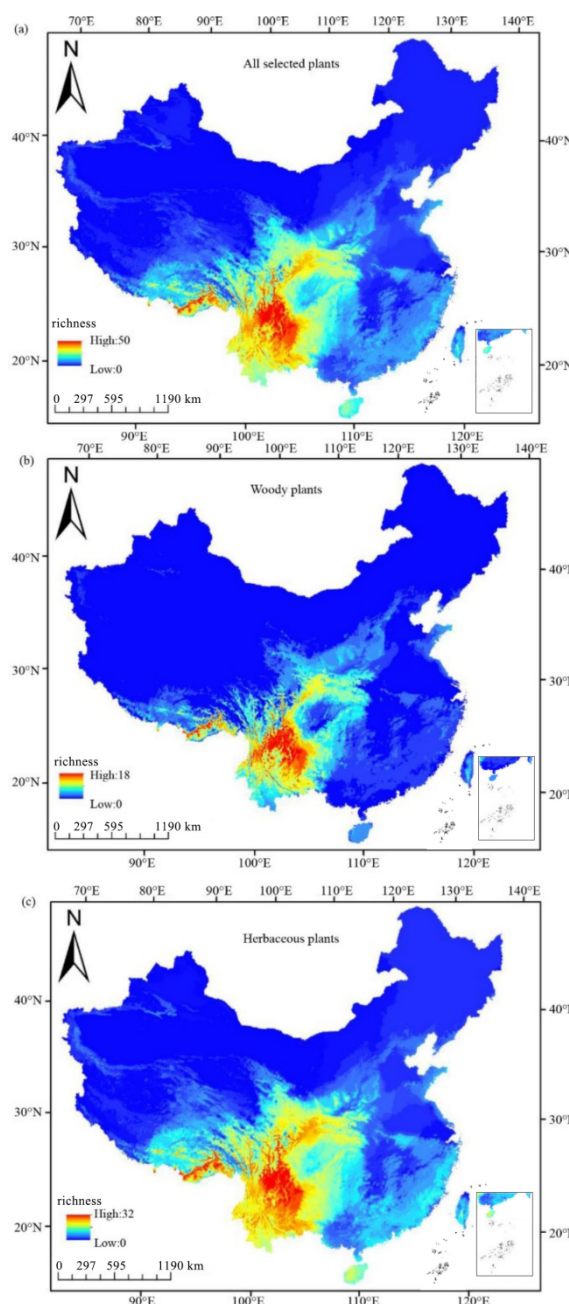 (a)
70°E 80°E 90°E 100°E 110°E 120°E 130°E 140°E
N
All selected plants
40°N 40°N
30°N 30°N
20°N 20°N
richness
High:50
Low:0
0 297 595 1190 km
90°E 100°E 110°E 120°E
70°E 80°E 90°E 100°E 110°E 120°E 130°E 140°E
(b)
N
Woody plants
40°N 40°N
30°N 30°N
20°N 20°N
richness
High:18
Low:0
0 297 595 1190 km
90°E 100°E 110°E 120°E
(c)
70°E 80°E 90°E 100°E 110°E 120°E 130°E 140°E
N
Herbaceous plants
40°N 40°N
30°N 30°N
20°N 20°N
richness
High:32
Low:0
0 297 595 1190 km
90°E 100°E 110°E 120°E